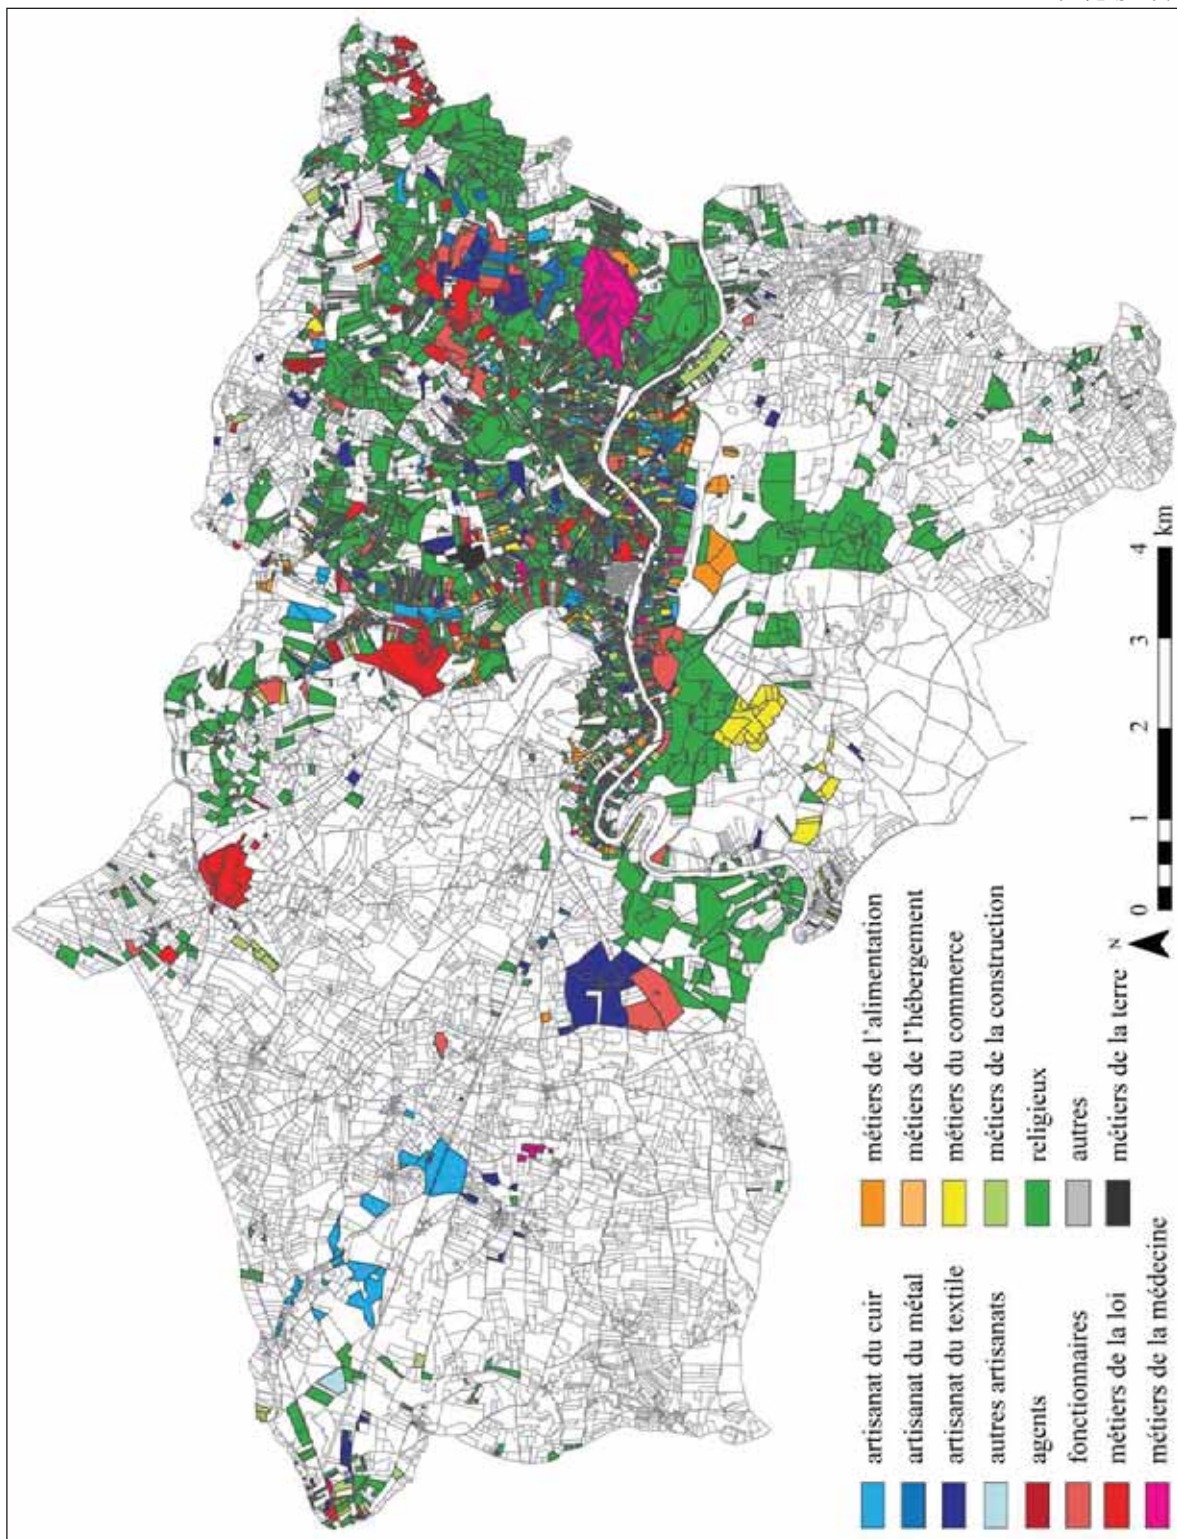 artisanat du cuir
artisanat du métal
artisanat du textile
autres artisanats
agents
fonctionnaires
métiers de la loi
métiers de la médecine
métiers de l'alimentation
métiers de l'hébergement
métiers du commerce
métiers de la construction
religieux
autres
métiers de la terre
N
0 1 2 3 4
km